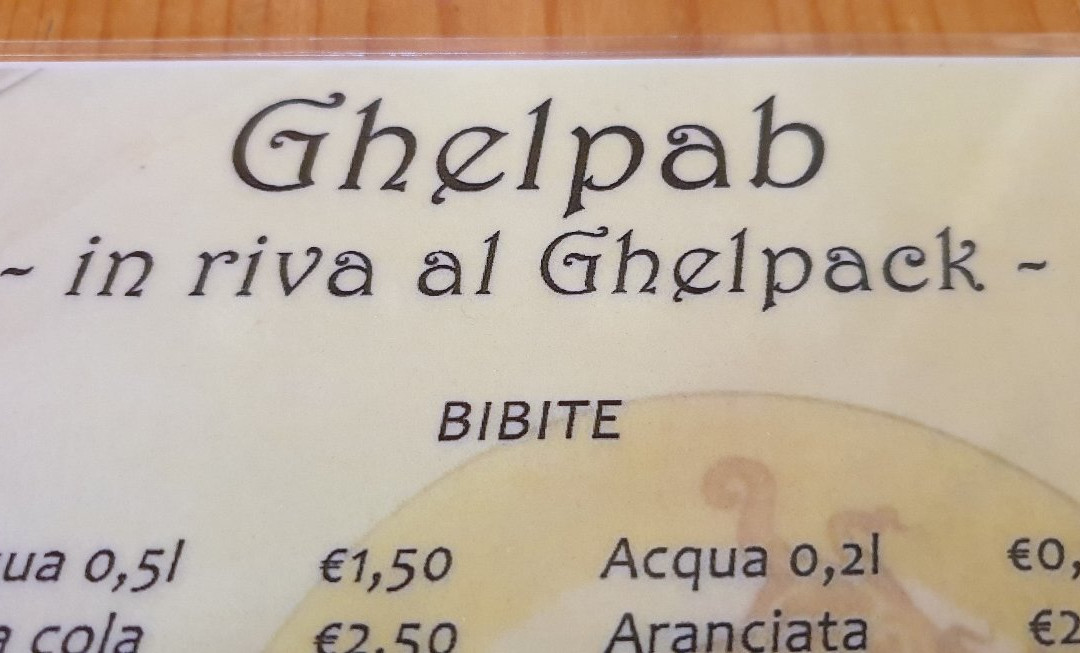 Ghelpab
~ in riva al Ghelpack ~
BIBITE
0,5l €1,50 Acqua 0,2l €0,
cola €2,50 Aranciata €2